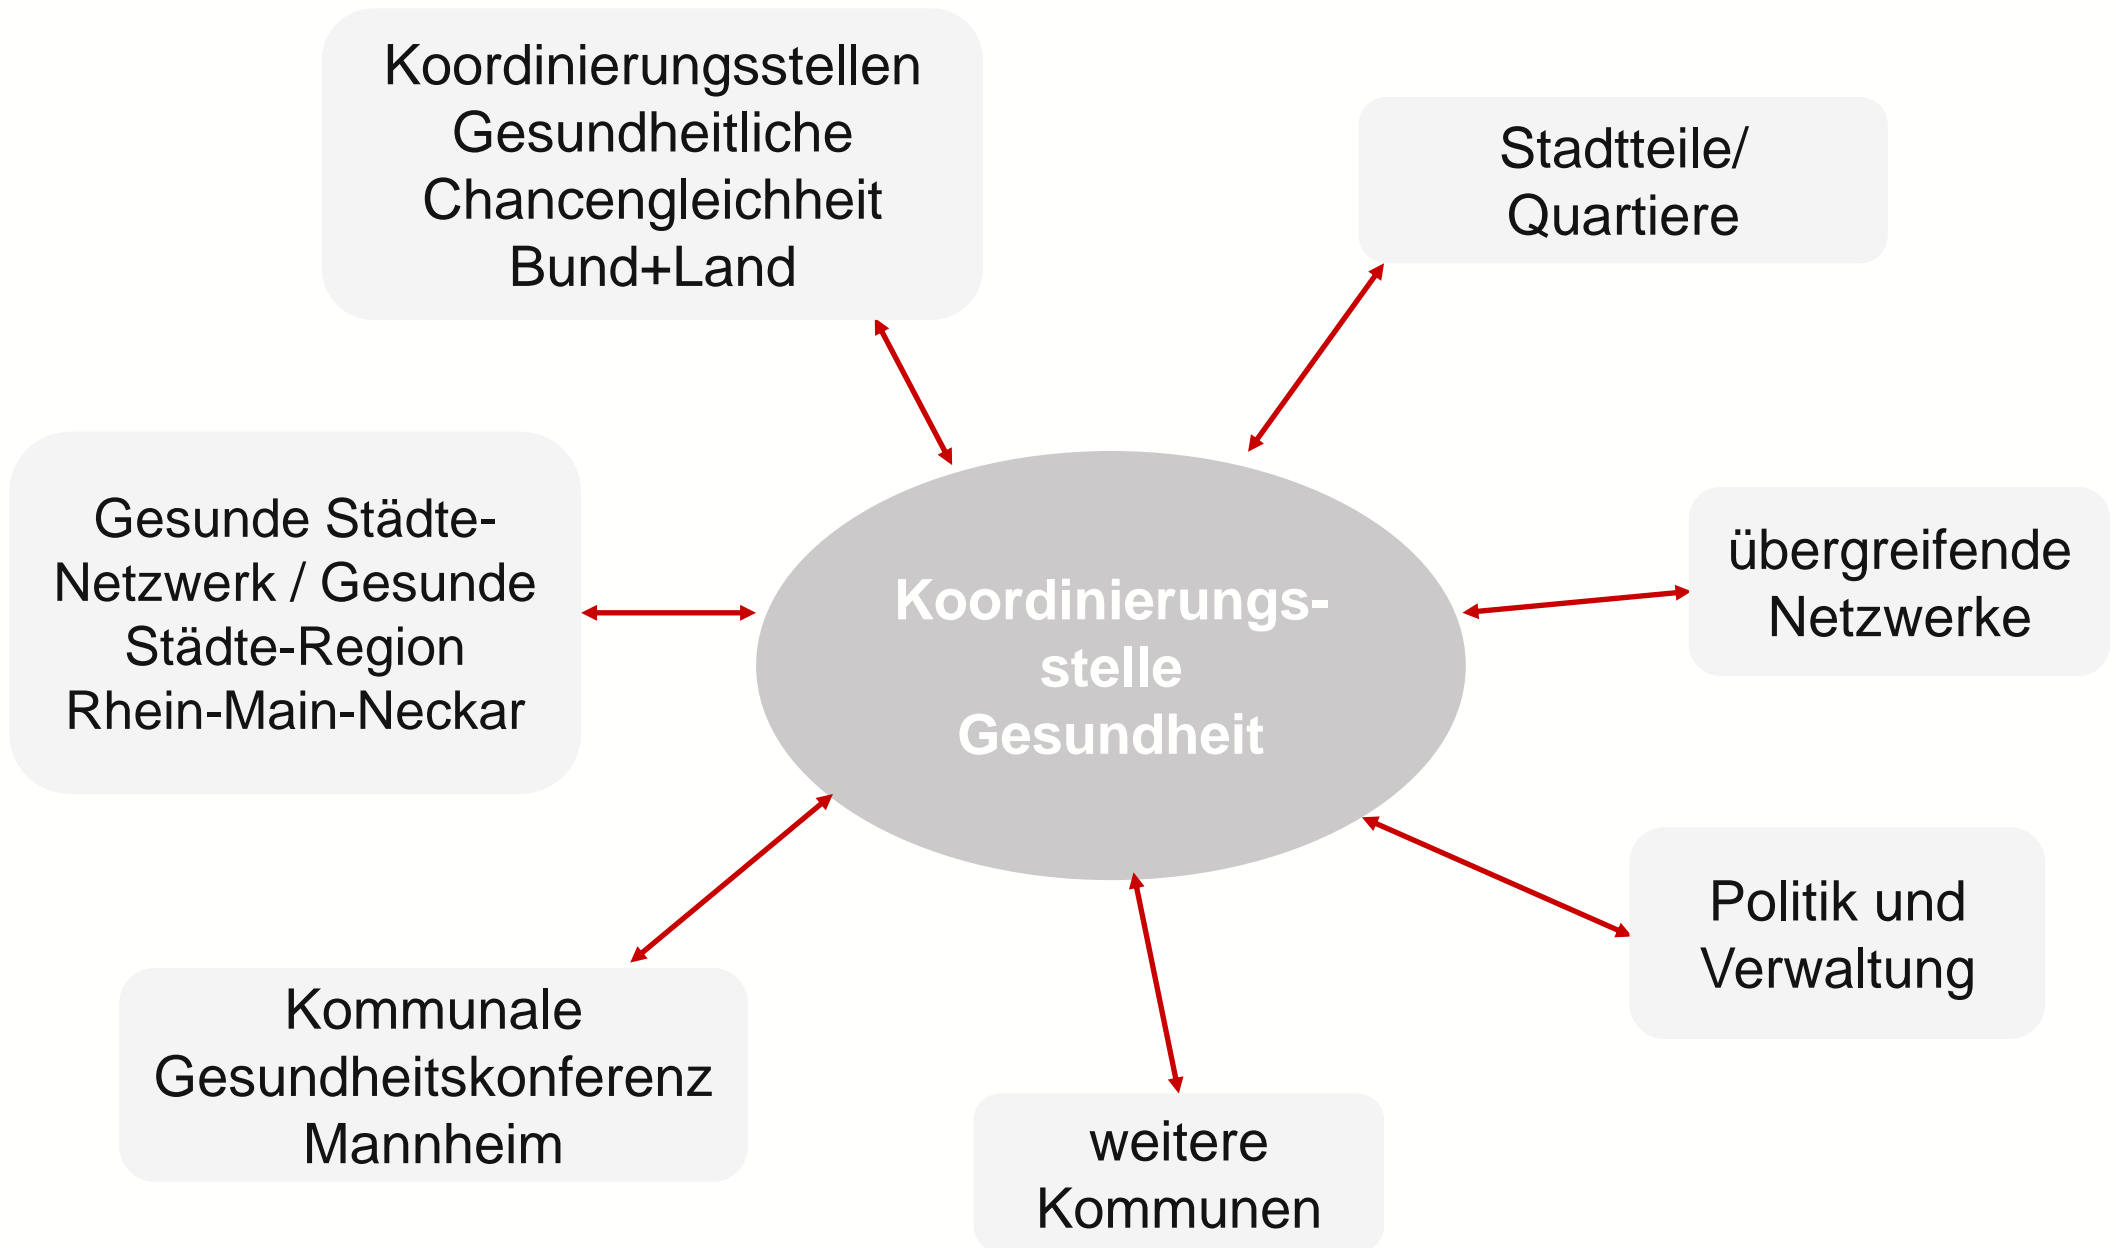 Koordinierungsstellen
Gesundheitliche
Chancengleichheit
Bund+Land
Stadtteile/
Quartiere
Gesunde Städte-
Netzwerk / Gesunde
Städte-Region
Rhein-Main-Neckar
Koordinierungs-
stelle
Gesundheit
übergreifende
Netzwerke
Politik und
Verwaltung
Kommunale
Gesundheitskonferenz
Mannheim
weitere
Kommunen